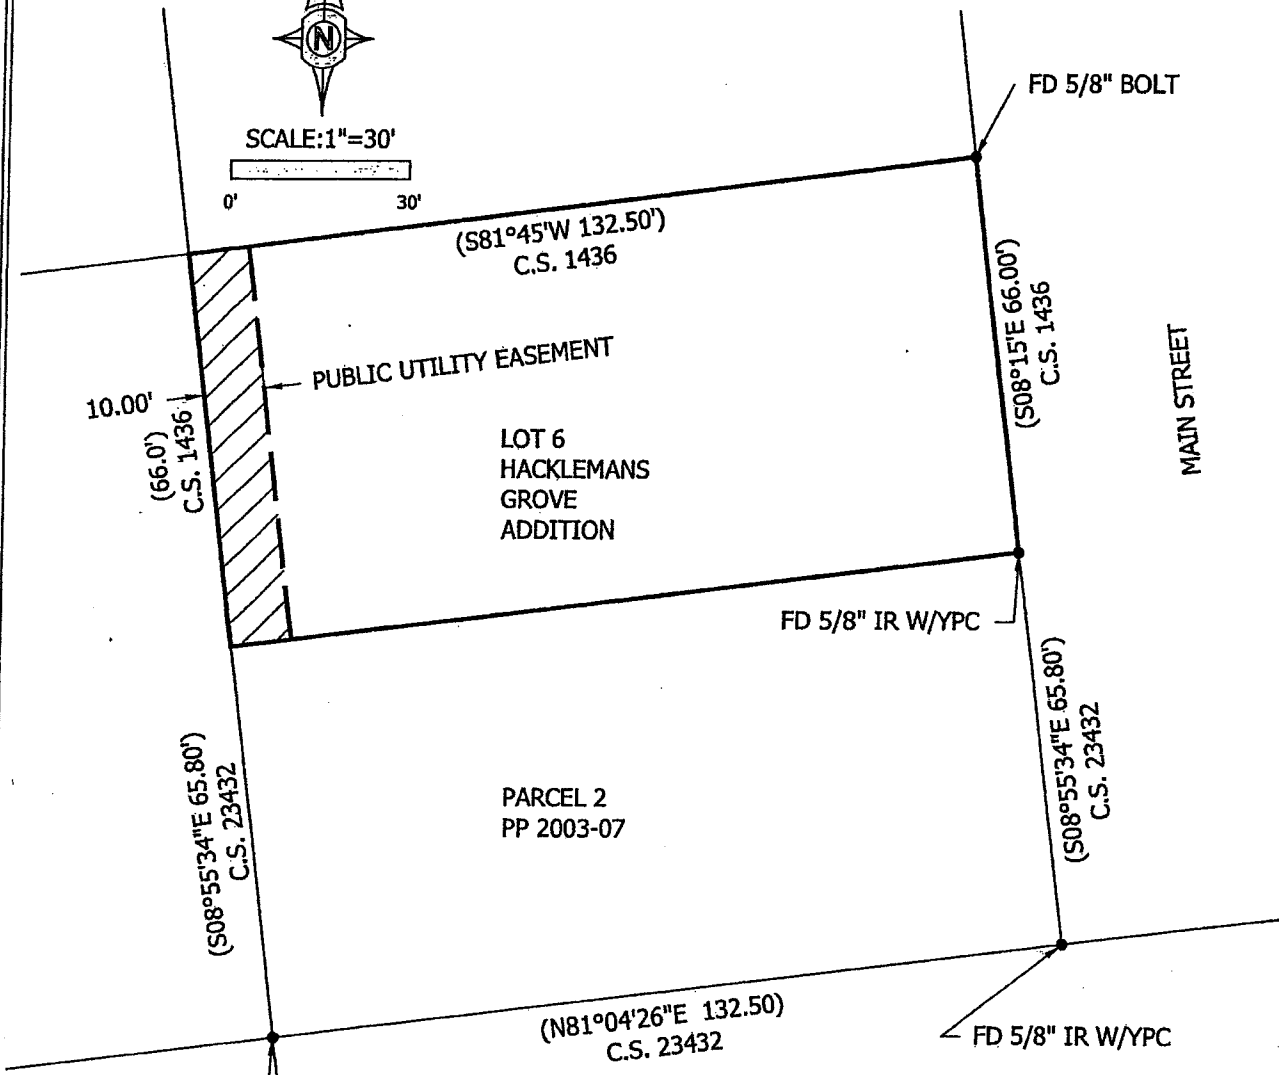 N
FD 5/8" BOLT
SCALE:1"=30'
0' 30'
(S81°45'W 132.50')
C.S. 1436
(S08°15'E 66.00')
C.S. 1436
MAIN STREET
PUBLIC UTILITY EASEMENT
10.00'
(66.0')
C.S. 1436
LOT 6
HACKLEMANS
GROVE
ADDITION
FD 5/8" IR W/YPC
(S08°55'34"E 65.80')
C.S. 23432
(S08°55'34"E 65.80')
C.S. 23432
PARCEL 2
PP 2003-07
(N81°04'26"E 132.50)
C.S. 23432
FD 5/8" IR W/YPC